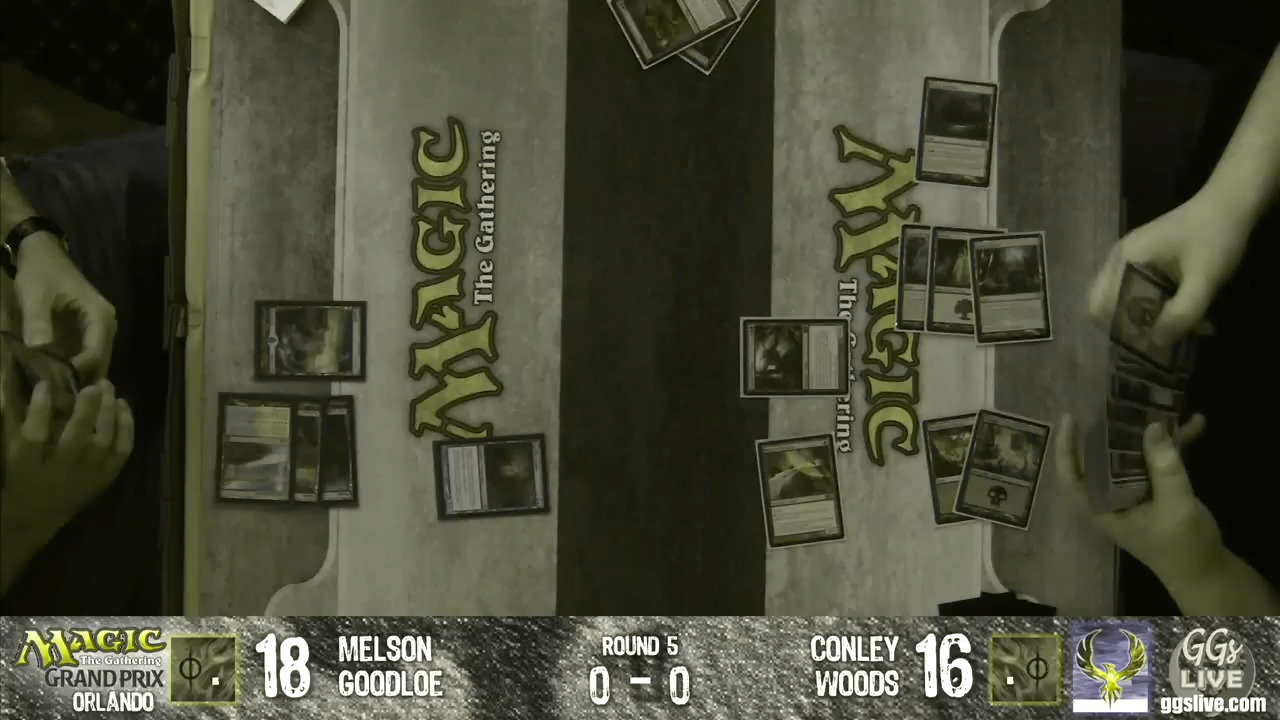 MAGIC
The Gathering
MAGIC
The Gathering
MAGIC
The Gathering
GRAND PRIX
ORLANDO
18
MELSON
GOODLOE
ROUND 5
0 - 0
CONLEY
WOODS
16
GGs
LIVE
ggslive.com